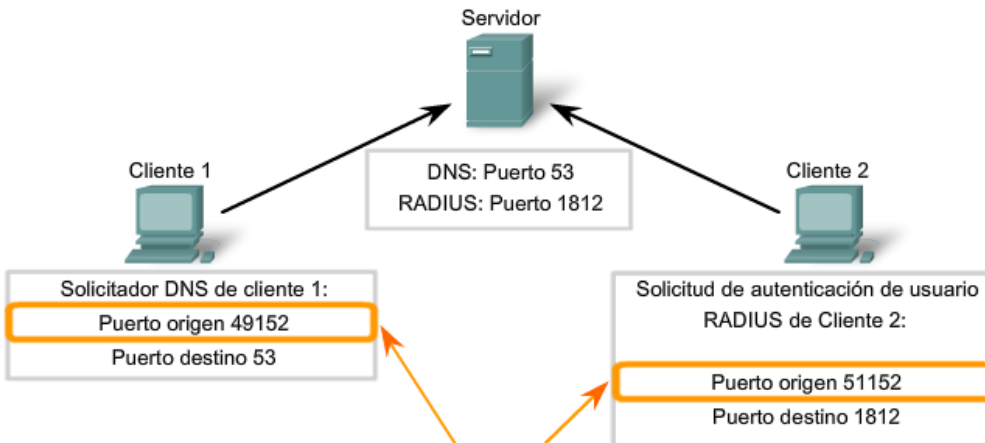 Servidor
Cliente 1
DNS: Puerto 53
RADIUS: Puerto 1812
Cliente 2
Solicitador DNS de cliente 1:
Puerto origen 49152
Puerto destino 53
Solicitud de autenticación de usuario
RADIUS de Cliente 2:
Puerto origen 51152
Puerto destino 1812